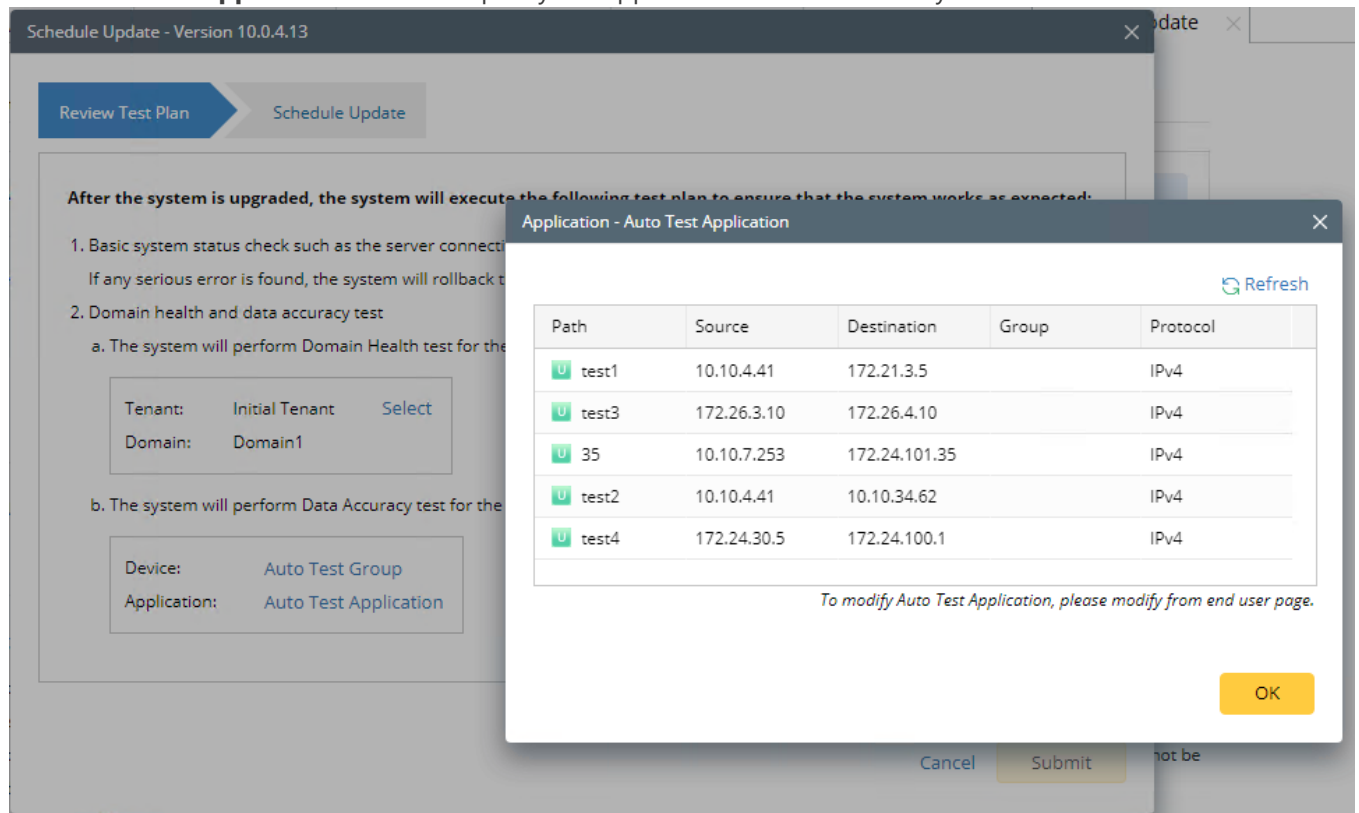 Schedule Update - Version 10.0.4.13
date
Review Test Plan
Schedule Update
After the system is upgraded, the system will execute the following test plan to ensure that the system works as expected:
1. Basic system status check such as the server connecti
If any serious error is found, the system will rollback t
2. Domain health and data accuracy test
a. The system will perform Domain Health test for the
Tenant: Initial Tenant Select
Domain: Domain1
b. The system will perform Data Accuracy test for the
Device: Auto Test Group
Application: Auto Test Application
Application - Auto Test Application
Refresh
Path Source Destination Group Protocol
U test1 10.10.4.41 172.21.3.5 IPv4
U test3 172.26.3.10 172.26.4.10 IPv4
U 35 10.10.7.253 172.24.101.35 IPv4
U test2 10.10.4.41 10.10.34.62 IPv4
U test4 172.24.30.5 172.24.100.1 IPv4
To modify Auto Test Application, please modify from end user page.
OK
Cancel Submit
not be